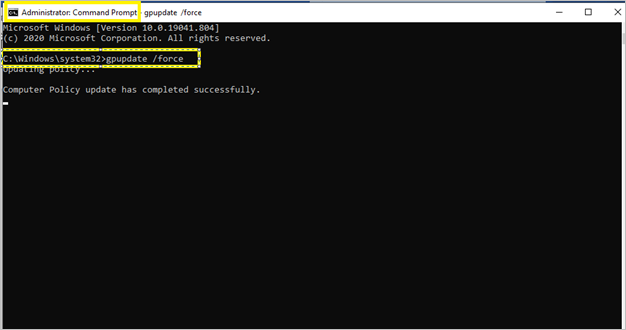 Administrator: Command Prompt - gpupdate /force
Microsoft Windows [Version 10.0.19041.804]
(c) 2020 Microsoft Corporation. All rights reserved.
C:\Windows\system32>gpupdate /force
Updating policy...
Computer Policy update has completed successfully.